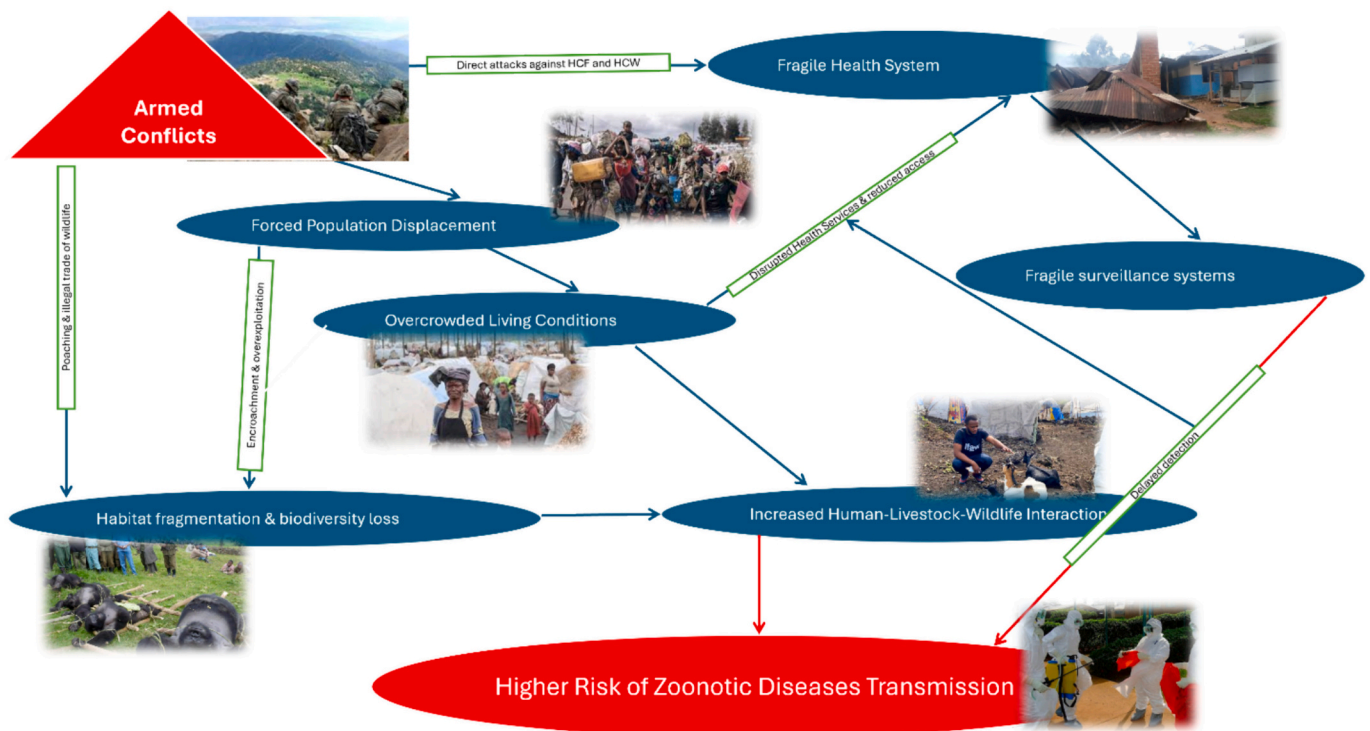 Armed
Conflicts
Direct attacks against HCF and HCW
Fragile Health System
Poaching & illegal trade of wildlife
Forced Population Displacement
Disrupted Health Services & reduced access
Fragile surveillance systems
Encroachment & overexploitation
Overcrowded Living Conditions
Delayed detection
Habitat fragmentation & biodiversity loss
Increased Human-Livestock-Wildlife Interaction
Higher Risk of Zoonotic Diseases Transmission